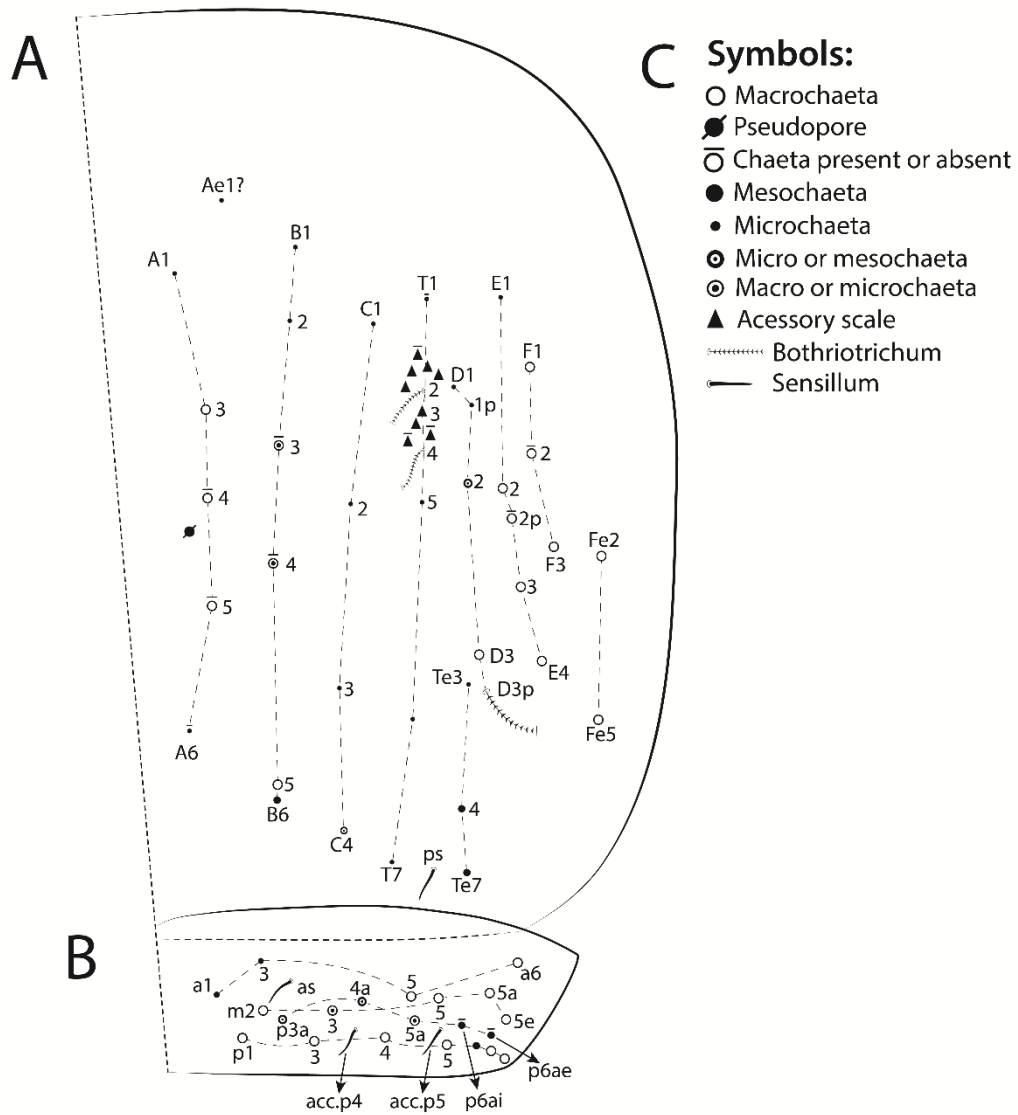 A
C Symbols:
Macrochaeta
Pseudopore
Chaeta present or absent
Mesochaeta
Microchaeta
Micro or mesochaeta
Macro or microchaeta
Acessory scale
Bothriotrichum
Sensillum
Ae1?
B1
A1
T1 E1
C1
2
F1
D1
2
1p
3 3
2
3
4
2
4 2
5
2 2p
F3 Fe2
4
3
5
D3 E4
Te3
3 D3p
Fe5
A6
5
4
B6
C4
T7 ps
Te7
B
3 a6
a1 as 4a 5 5a
m2 5
p3a 3 5a 5e
p1 3 4 5
p6ae
acc.p4 acc.p5 p6ai